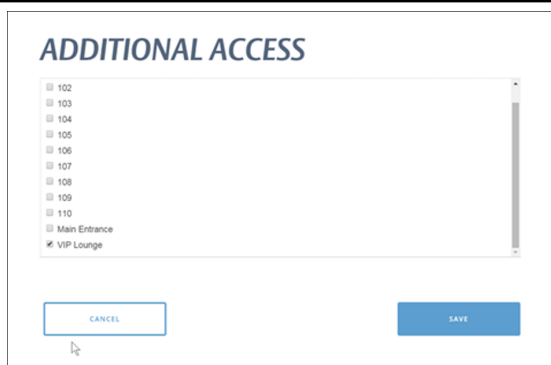 ADDITIONAL ACCESS
102
103
104
105
106
107
108
109
110
Main Entrance
VIP Lounge
CANCEL
SAVE